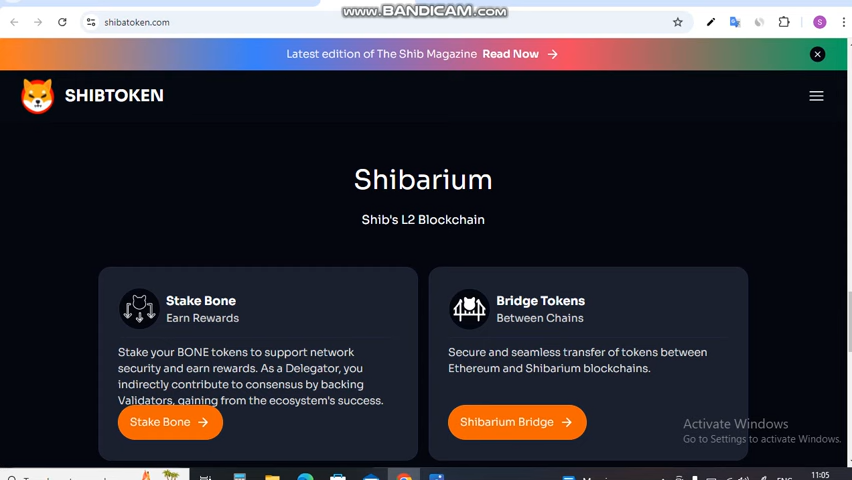 www.BANDICAM.com
shibatoken.com
S
Latest edition of The Shib Magazine Read Now
SHIBTOKEN
Shibarium
Shib's L2 Blockchain
Stake Bone
Earn Rewards
Stake your BONE tokens to support network
security and earn rewards. As a Delegator, you
indirectly contribute to consensus by backing
Validators, gaining from the ecosystem's success.
Stake Bone
Bridge Tokens
Between Chains
Secure and seamless transfer of tokens between
Ethereum and Shibarium blockchains.
Shibarium Bridge
Activate Windows
Go to Settings to activate Windows.
ENG
11:05